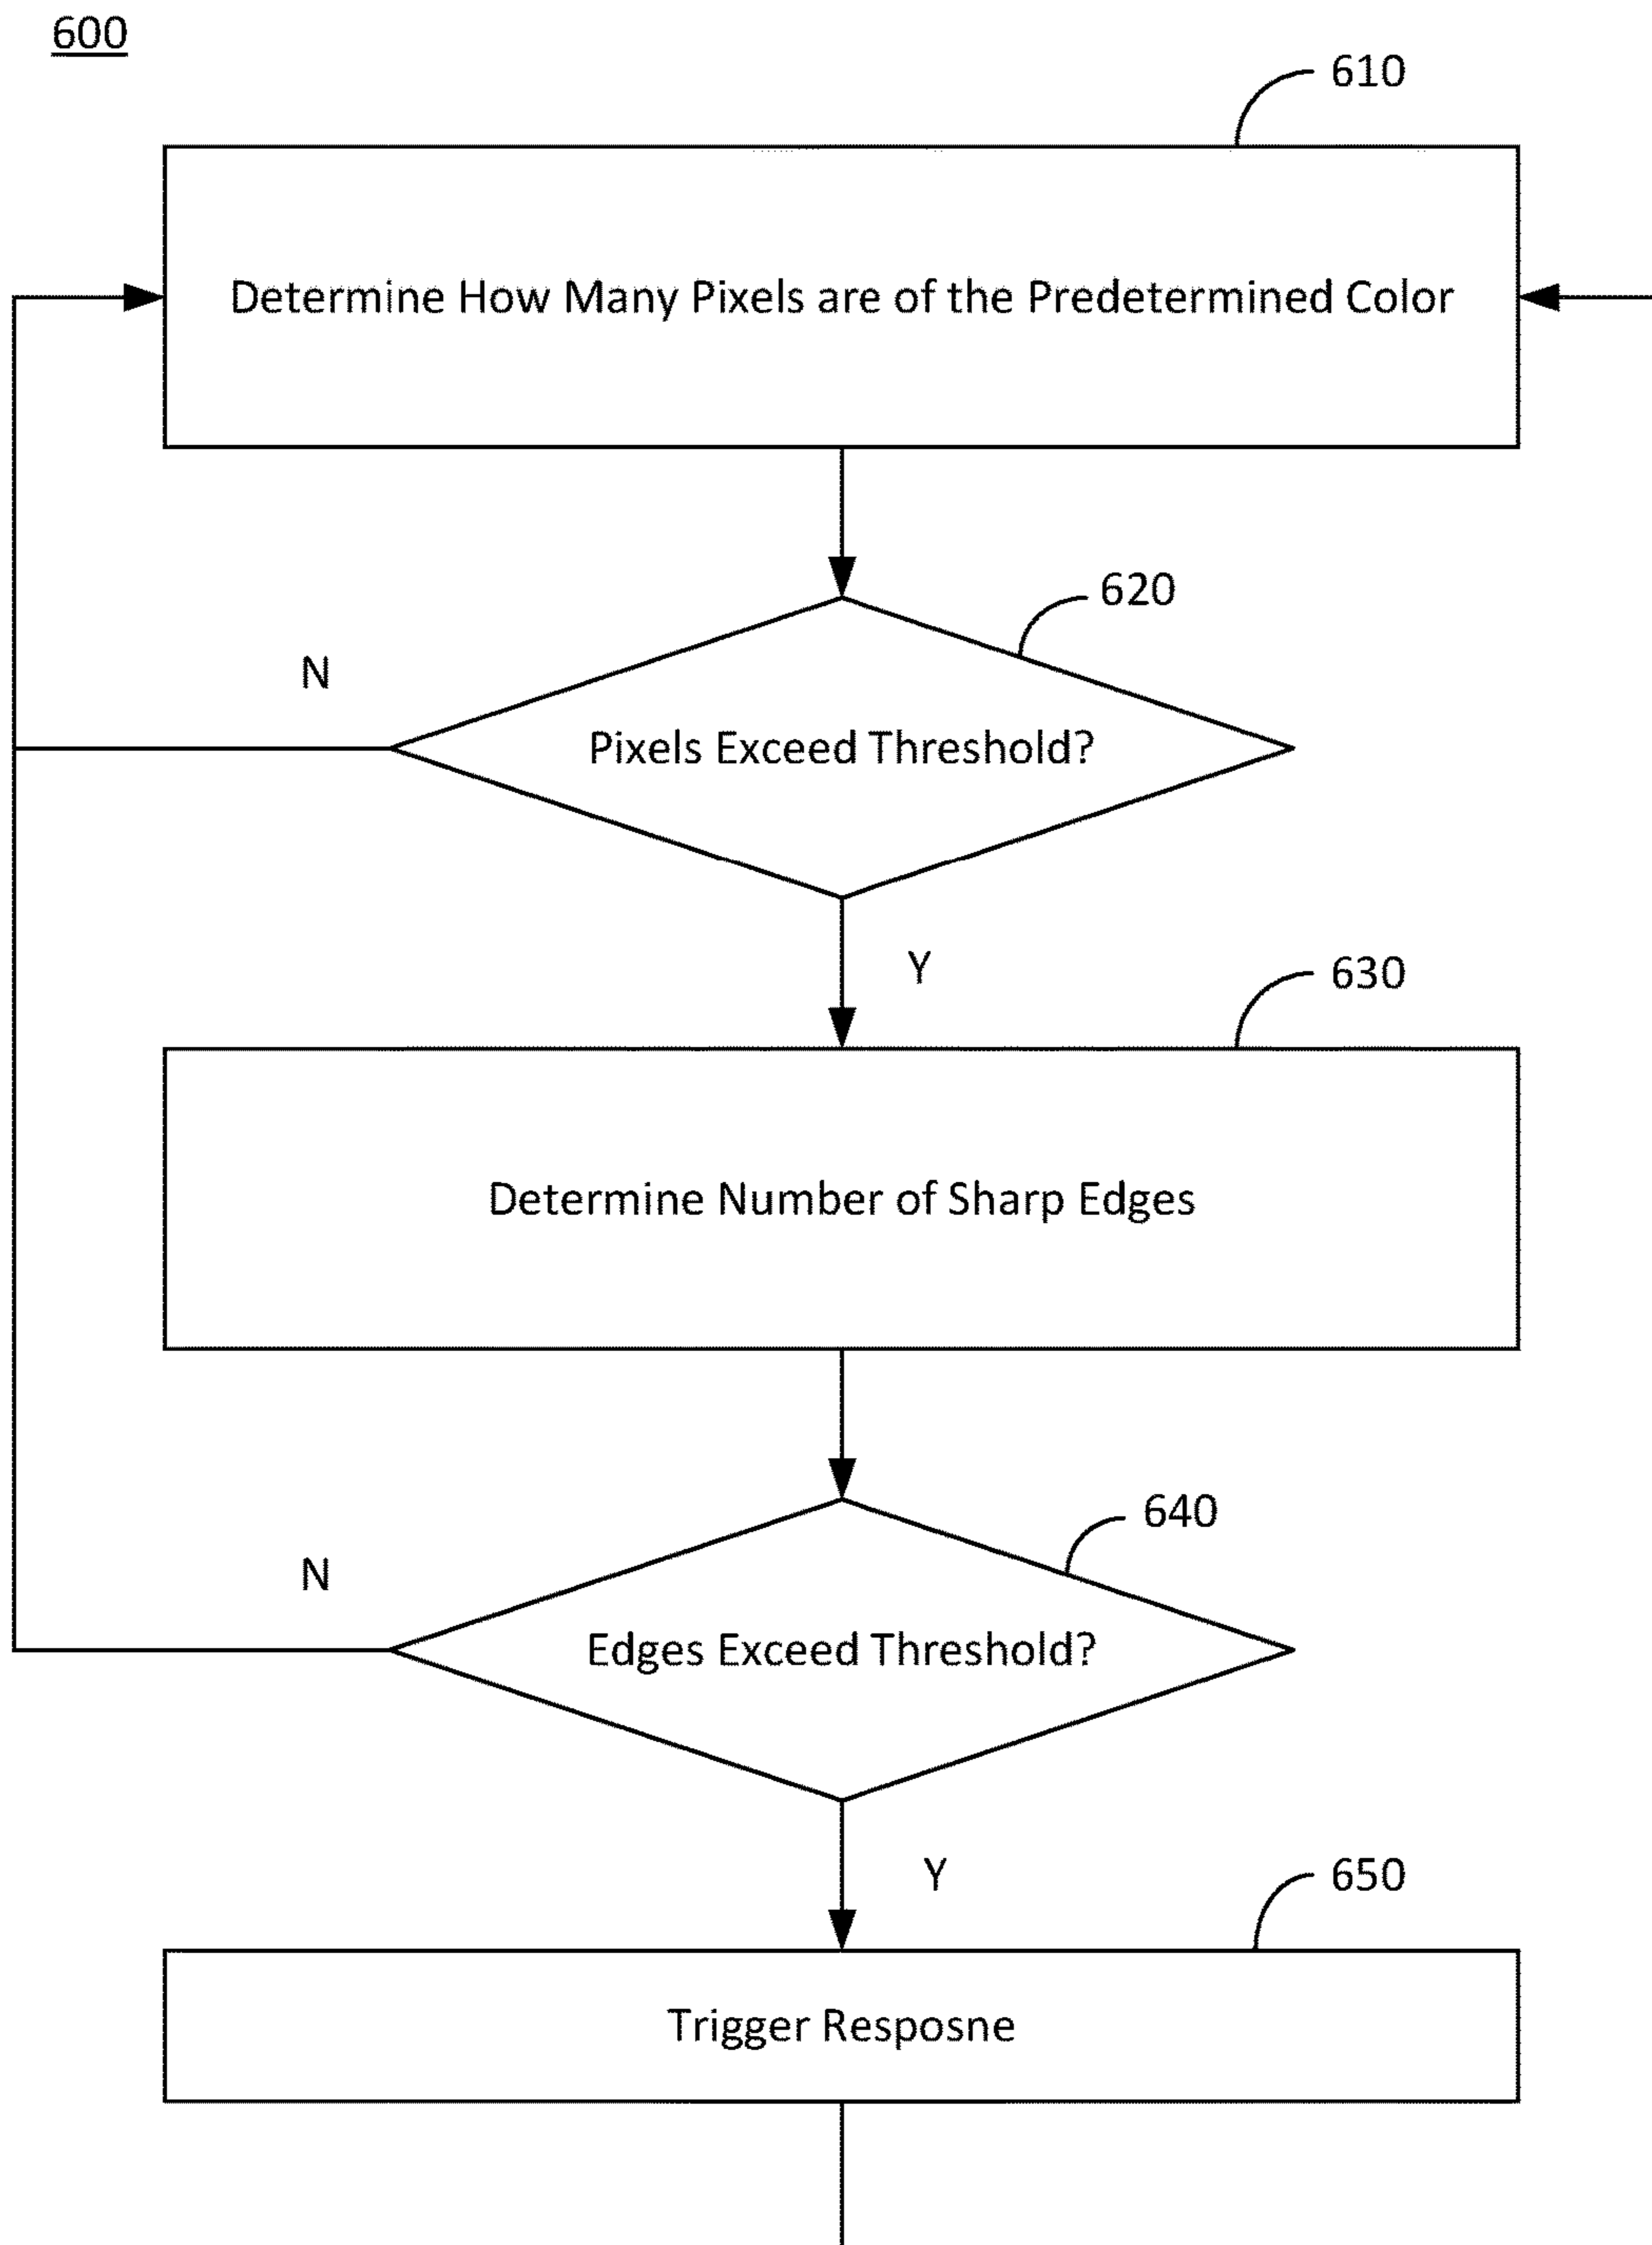 600
610
Determine How Many Pixels are of the Predetermined Color
620
N
Pixels Exceed Threshold?
Y
630
Determine Number of Sharp Edges
640
N
Edges Exceed Threshold?
Y
650
Trigger Resposne